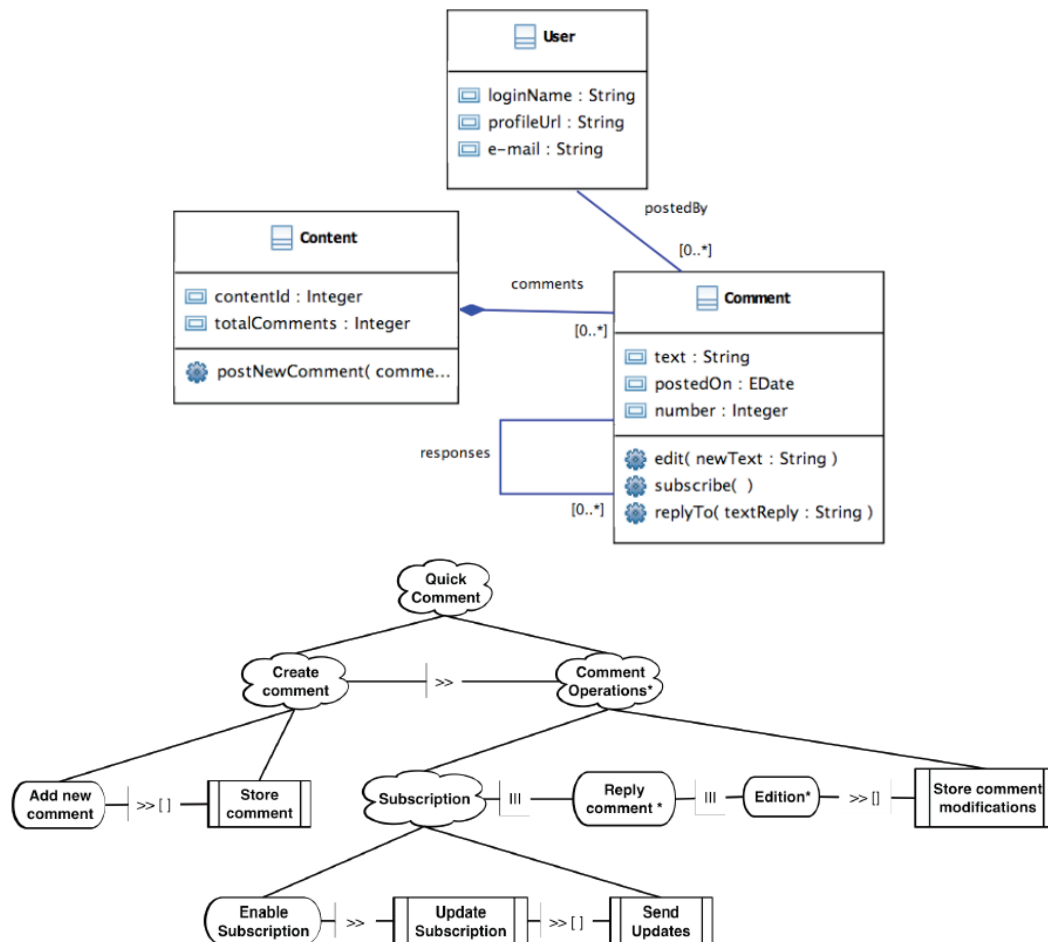 User
loginName : String
profileUrl : String
e-mail : String
postedBy
[0..*]
Content
contentId : Integer
totalComments : Integer
postNewComment( comme...
comments
[0..*]
Comment
text : String
postedOn : EDate
number : Integer
edit( newText : String )
subscribe( )
replyTo( textReply : String )
responses
[0..*]
Quick
Comment
Create
comment
>>
Comment
Operations*
Add new
comment
>> [ ]
Store
comment
Subscription
III
Reply
comment *
III
Edition*
>> []
Store comment
modifications
Enable
Subscription
>>
Update
Subscription
>> [ ]
Send
Updates